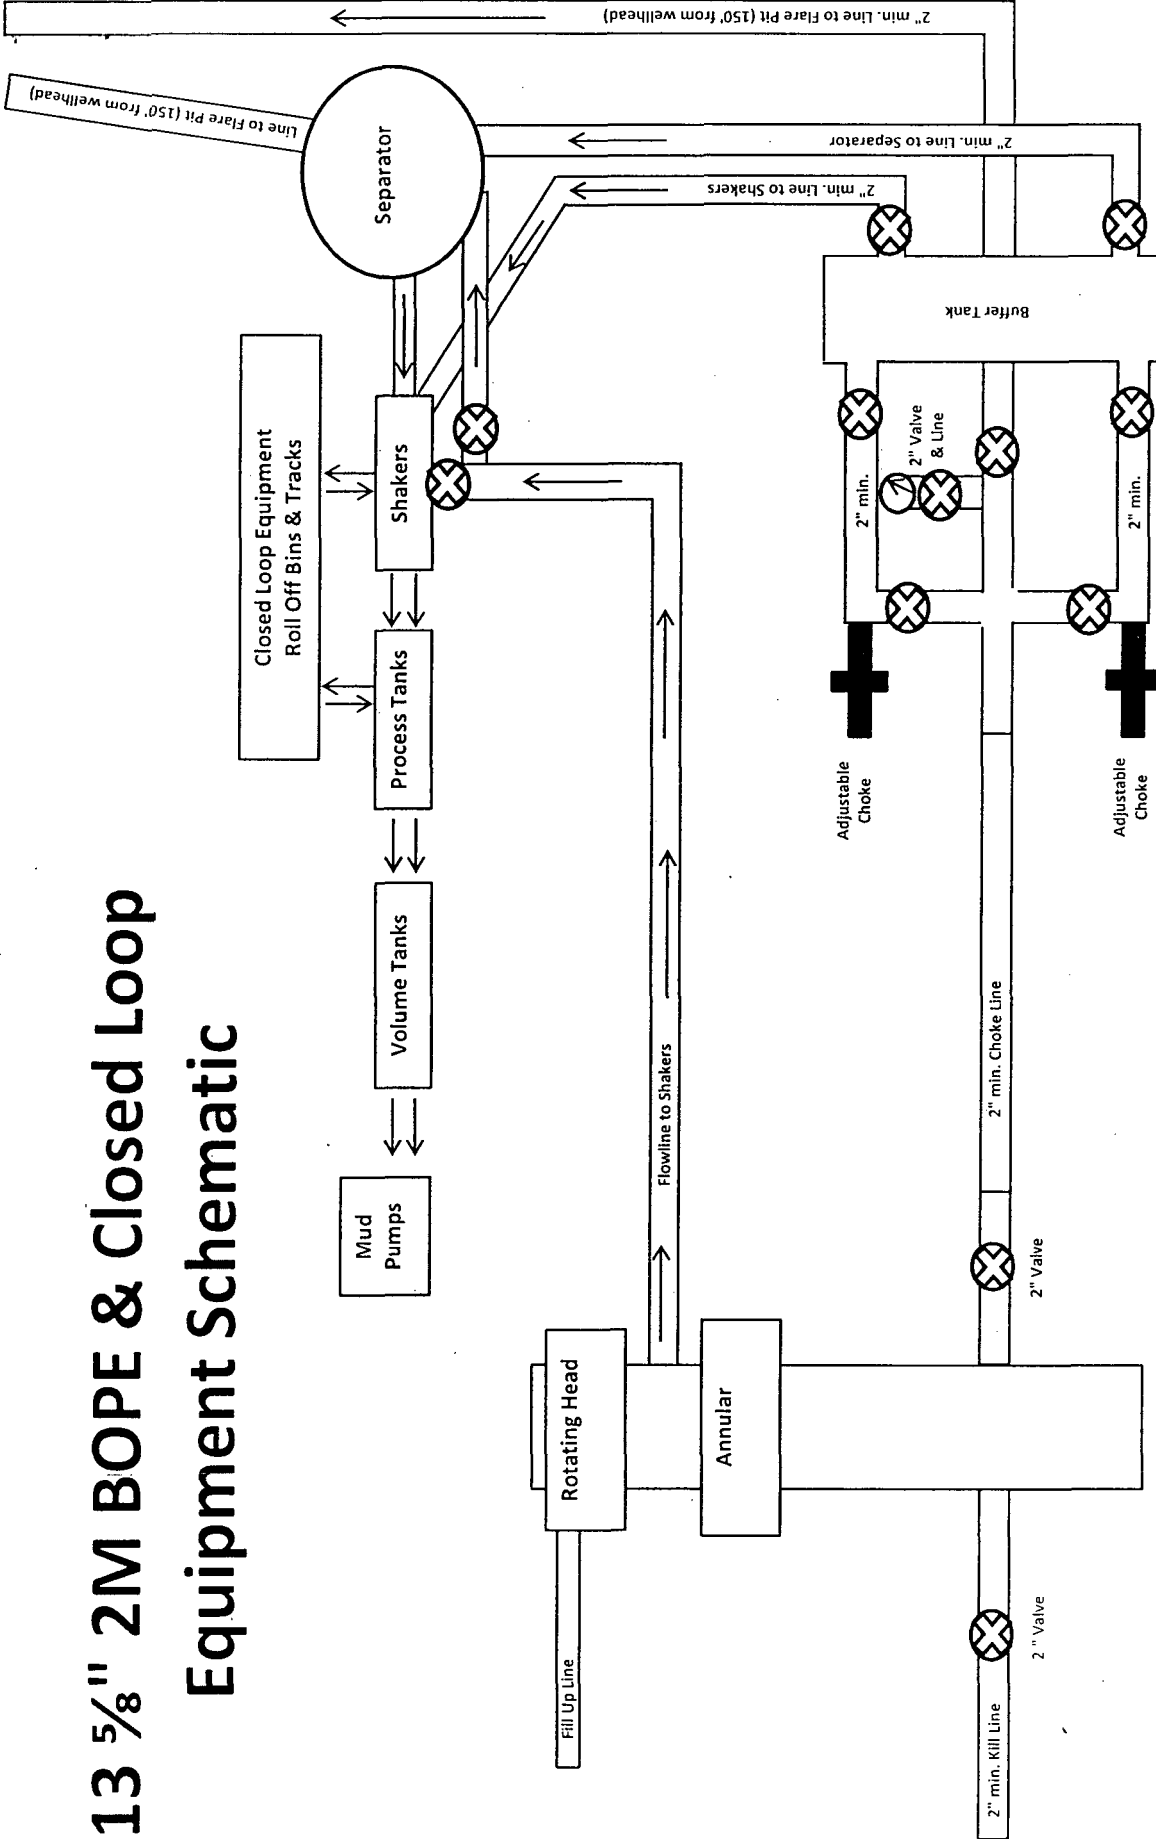 13 ⅝" 2M BOPE & Closed Loop
Equipment Schematic
Closed Loop Equipment
Roll Off Bins & Tracks
Mud
Pumps
Volume Tanks
Process Tanks
Shakers
Separator
Line to Flare Pit (150' from wellhead)
2" min. Line to Flare Pit (150' from wellhead)
Fill Up Line
Rotating Head
Annular
Flowline to Shakers
2" min. Line to Shakers
2" min. Line to Separator
2" min. Kill Line
2 " Valve
2" Valve
2" min. Choke Line
Adjustable
Choke
Adjustable
Choke
2" min.
2" Valve
& Line
2" min.
Buffer Tank